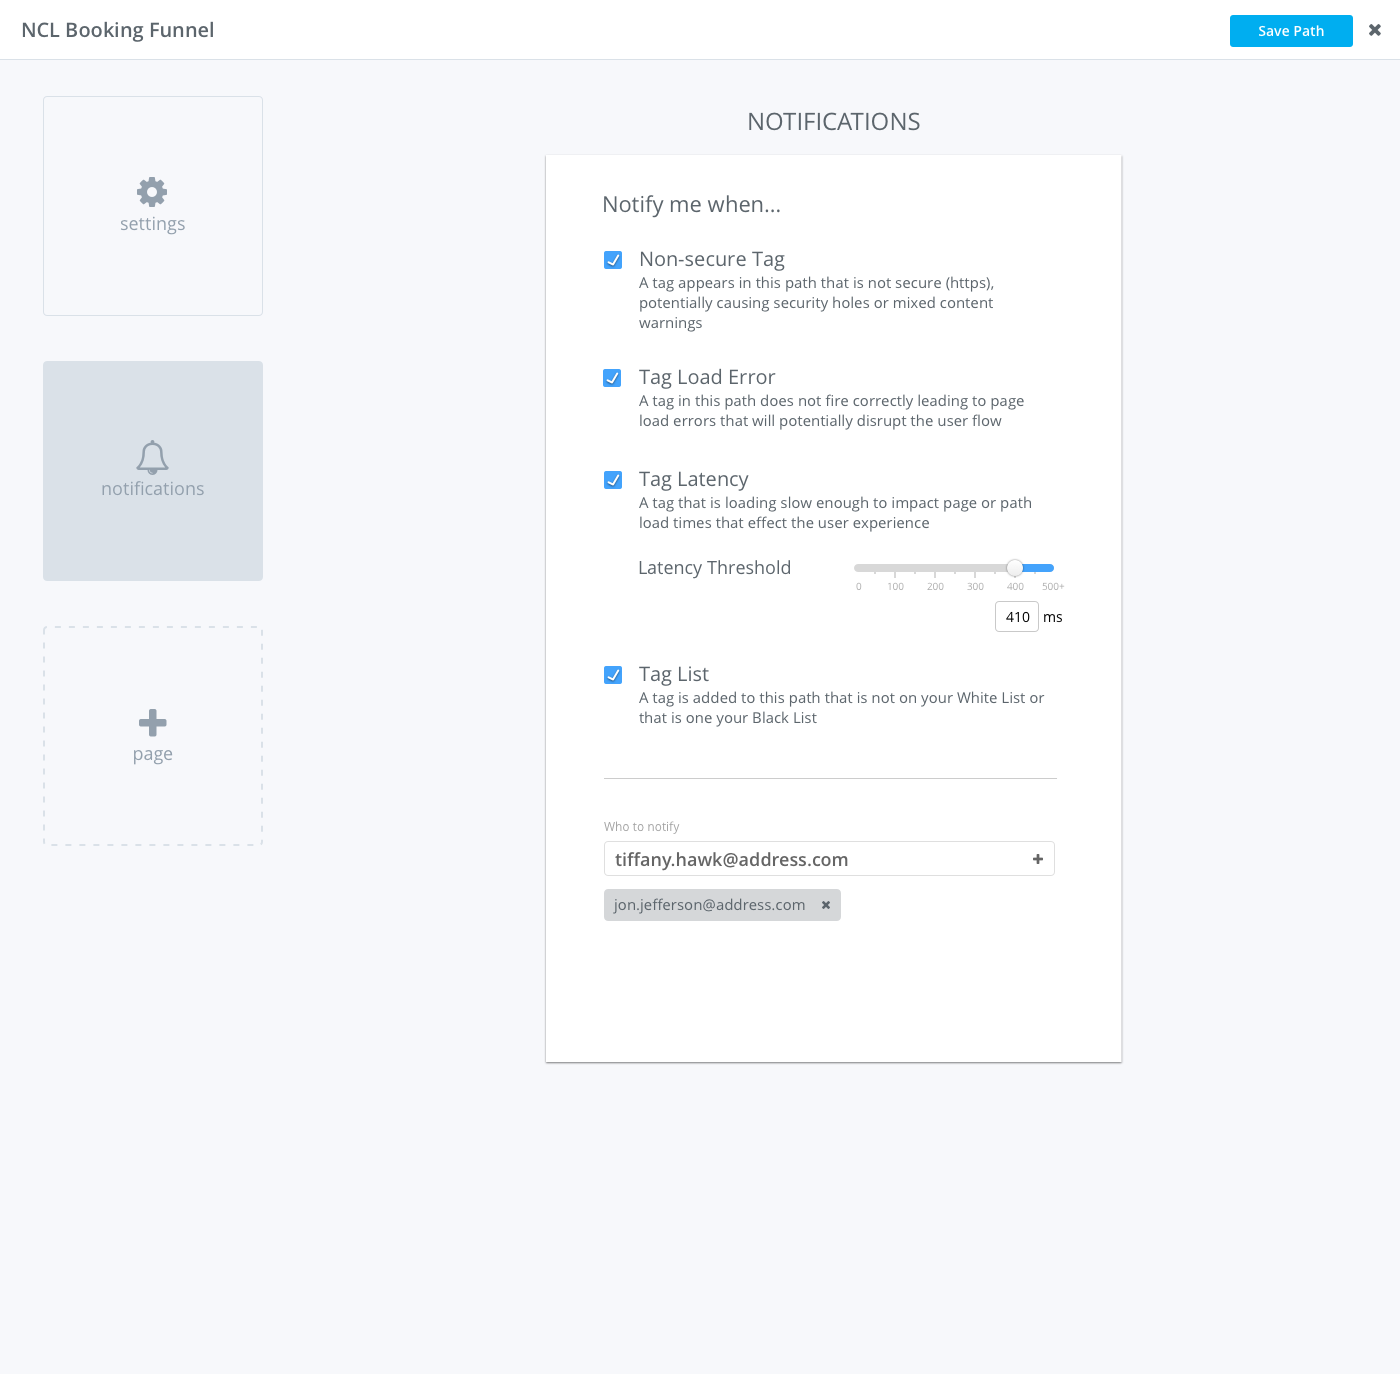 NCL Booking Funnel
Save Path
settings
notifications
page
NOTIFICATIONS
Notify me when...
Non-secure Tag
A tag appears in this path that is not secure (https),
potentially causing security holes or mixed content
warnings
Tag Load Error
A tag in this path does not fire correctly leading to page
load errors that will potentially disrupt the user flow
Tag Latency
A tag that is loading slow enough to impact page or path
load times that effect the user experience
Latency Threshold
0 100 200 300 400 500+
410 ms
Tag List
A tag is added to this path that is not on your White List or
that is one your Black List
Who to notify
tiffany.hawk@address.com
jon.jefferson@address.com